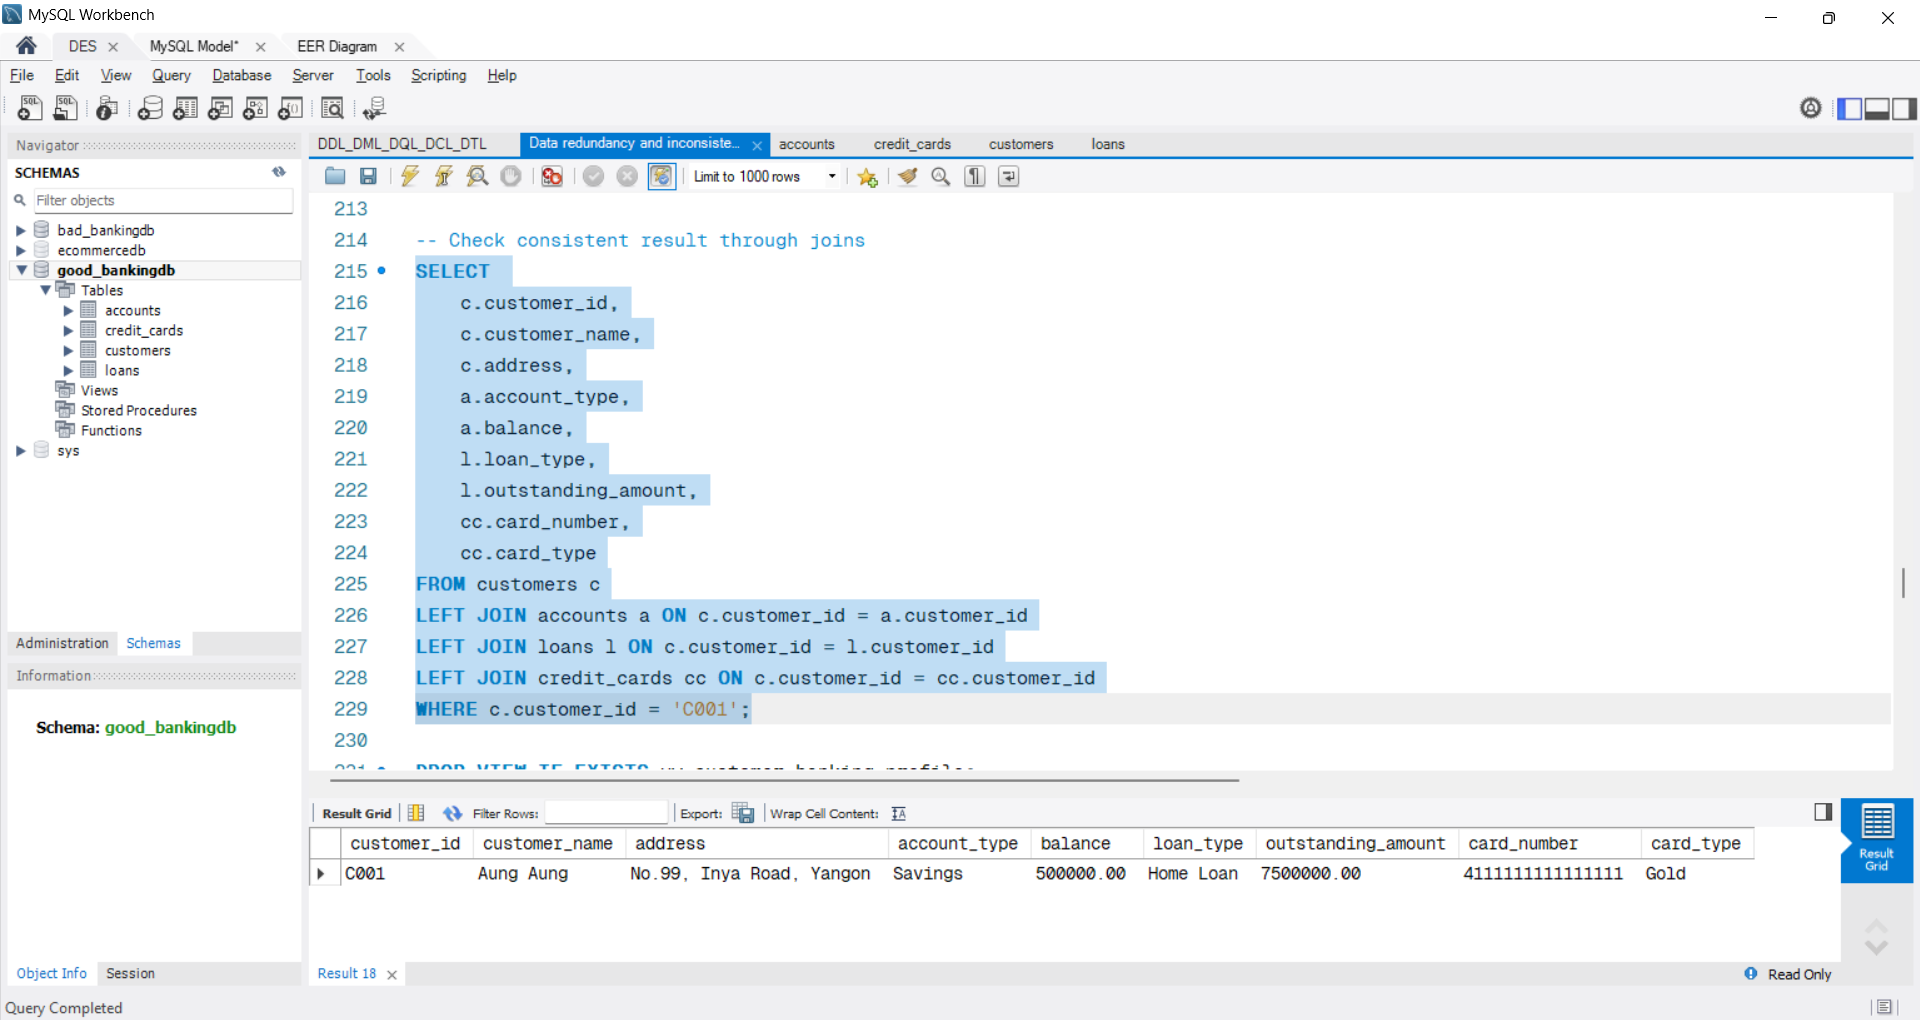 MySQL Workbench
DES
MySQL Model*
EER Diagram
File Edit View Query Database Server Tools Scripting Help
Navigator
SCHEMAS
Filter objects
bad_bankingdb
ecommercedb
good_bankingdb
Tables
accounts
credit_cards
customers
loans
Views
Stored Procedures
Functions
sys
Administration Schemas
Information
Schema: good_bankingdb
Object Info Session
DDL_DML_DQL_DCL_DTL Data redundancy and inconsiste... accounts credit_cards customers loans
Limit to 1000 rows
213
214 -- Check consistent result through joins
215 SELECT
216 c.customer_id,
217 c.customer_name,
218 c.address,
219 a.account_type,
220 a.balance,
221 l.loan_type,
222 l.outstanding_amount,
223 cc.card_number,
224 cc.card_type
225 FROM customers c
226 LEFT JOIN accounts a ON c.customer_id = a.customer_id
227 LEFT JOIN loans l ON c.customer_id = l.customer_id
228 LEFT JOIN credit_cards cc ON c.customer_id = cc.customer_id
229 WHERE c.customer_id = 'C001';
230
Result Grid Filter Rows: Export: Wrap Cell Content:
customer_id customer_name address account_type balance loan_type outstanding_amount card_number card_type
C001 Aung Aung No.99, Inya Road, Yangon Savings 500000.00 Home Loan 7500000.00 4111111111111111 Gold
Result Grid
Result 18
Read Only
Query Completed